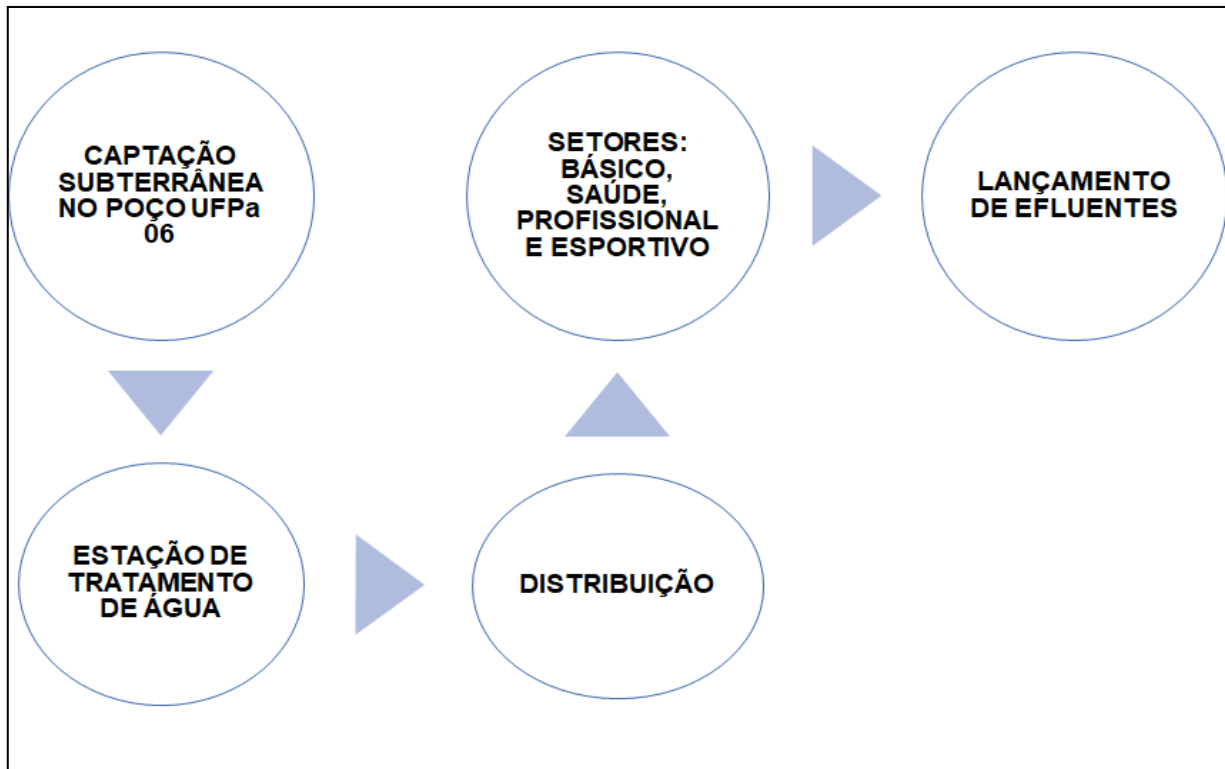 CAPTAÇÃO
SUBTERRÂNEA
NO POÇO UFPa
06
ESTAÇÃO DE
TRATAMENTO
DE ÁGUA
DISTRIBUIÇÃO
SETORES:
BÁSICO,
SAÚDE,
PROFISSIONAL
E ESPORTIVO
LANÇAMENTO
DE EFLUENTES